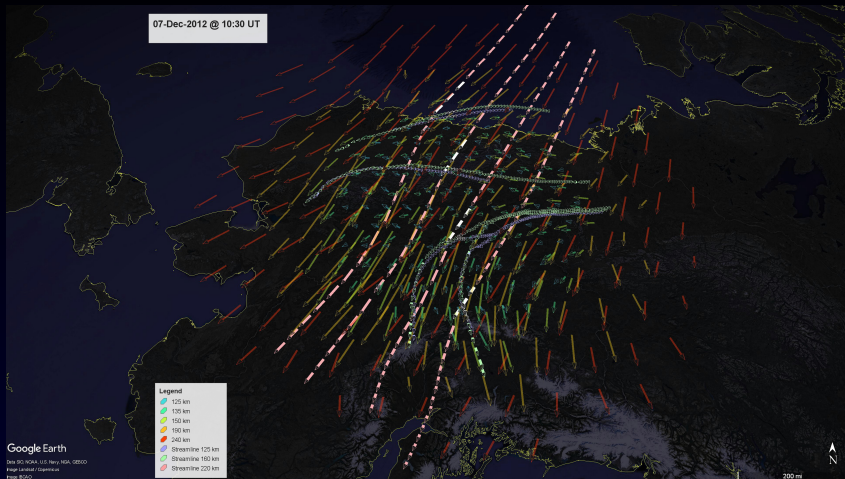 07-Dec-2012 @ 10:30 UT
Legend
125 km
135 km
150 km
190 km
240 km
Streamline 125 km
Streamline 160 km
Streamline 220 km
Google Earth
Data SIO, NOAA, U.S. Navy, NGA, GEBCO
Image Landsat / Copernicus
Image IBCAO
N
200 mi